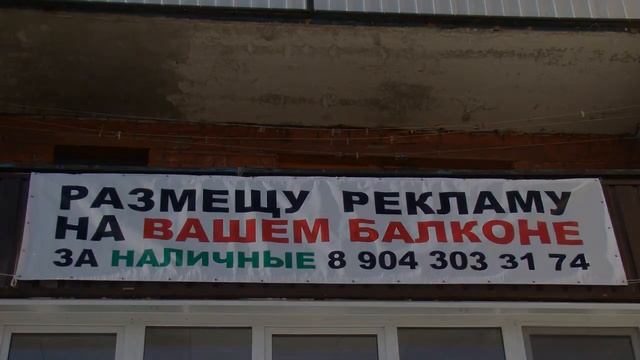 РАЗМЕЩУ РЕКЛАМУ
НА ВАШЕМ БАЛКОНЕ
ЗА НАЛИЧНЫЕ 8 904 303 31 74